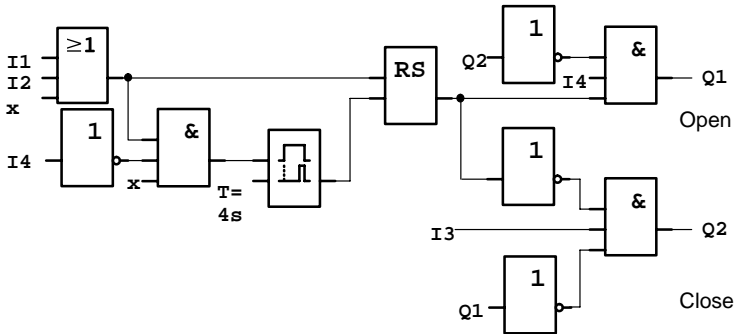 ≥1
I1
I2
x
1
I4
&
x
T=
4s
RS
1
Q2
&
I4
Q1
Open
1
&
I3
Q2
1
Q1
Close